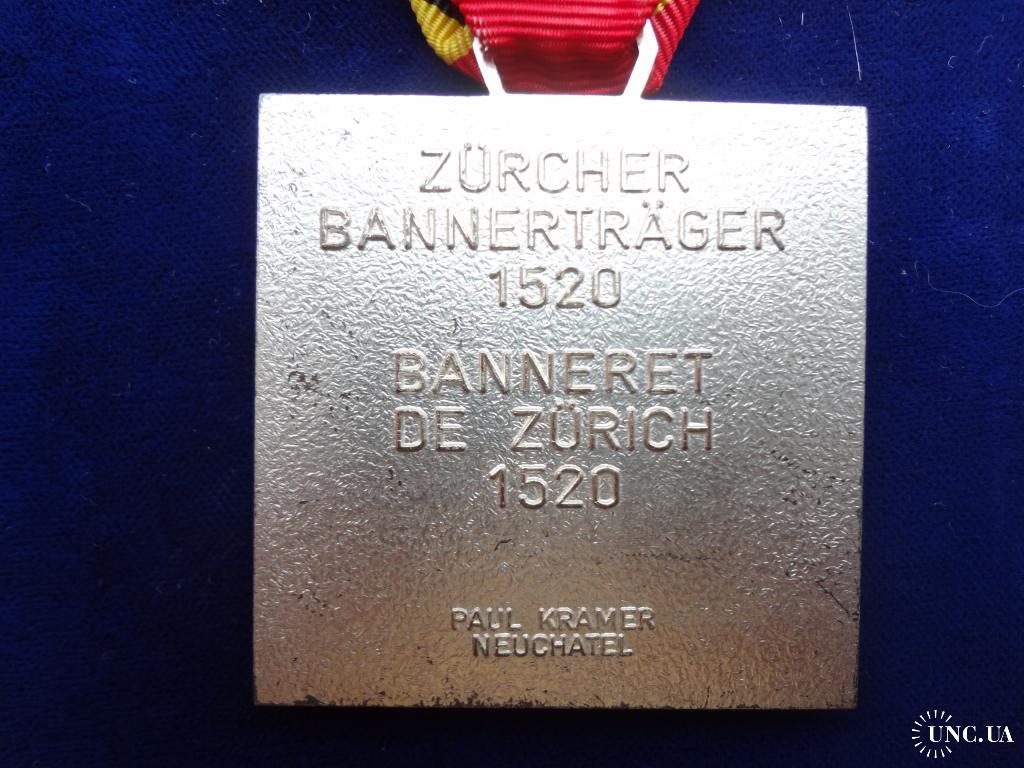 ZÜRCHER
BANNERTRÄGER
1520
BANNERET
DE ZÜRICH
1520
PAUL KRAMER
NEUCHATEL
UNC.UA